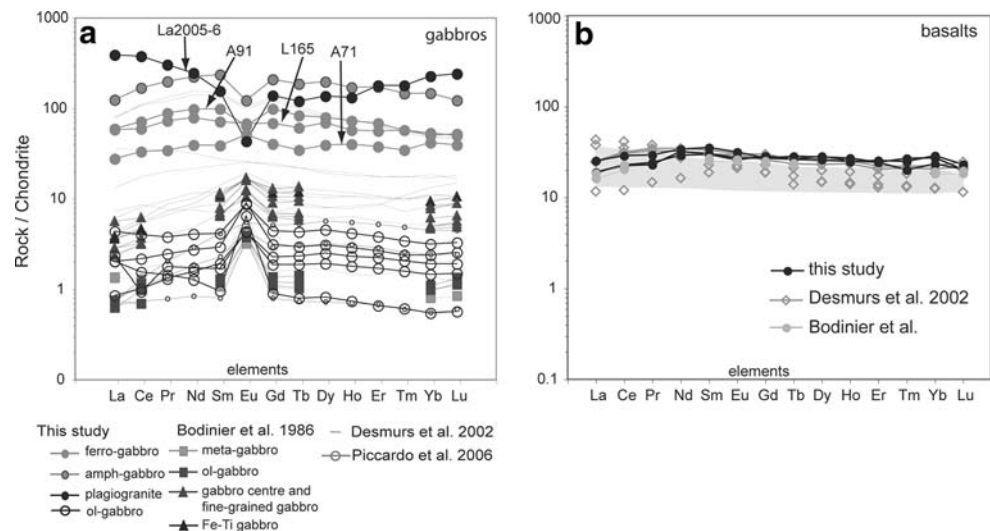 a
gabbros
La2005-6
A91
L165
A71
Rock / Chondrite
1000
100
10
1
0
elements
La Ce Pr Nd Sm Eu Gd Tb Dy Ho Er Tm Yb Lu
This study
ferro-gabbro
amph-gabbro
plagiogranite
ol-gabbro
Bodinier et al. 1986
meta-gabbro
ol-gabbro
gabbro centre and
fine-grained gabbro
Fe-Ti gabbro
Desmurs et al. 2002
Piccardo et al. 2006
b
basalts
1000
100
10
1
0.1
this study
Desmurs et al. 2002
Bodinier et al.
elements
La Ce Pr Nd Sm Eu Gd Tb Dy Ho Er Tm Yb Lu